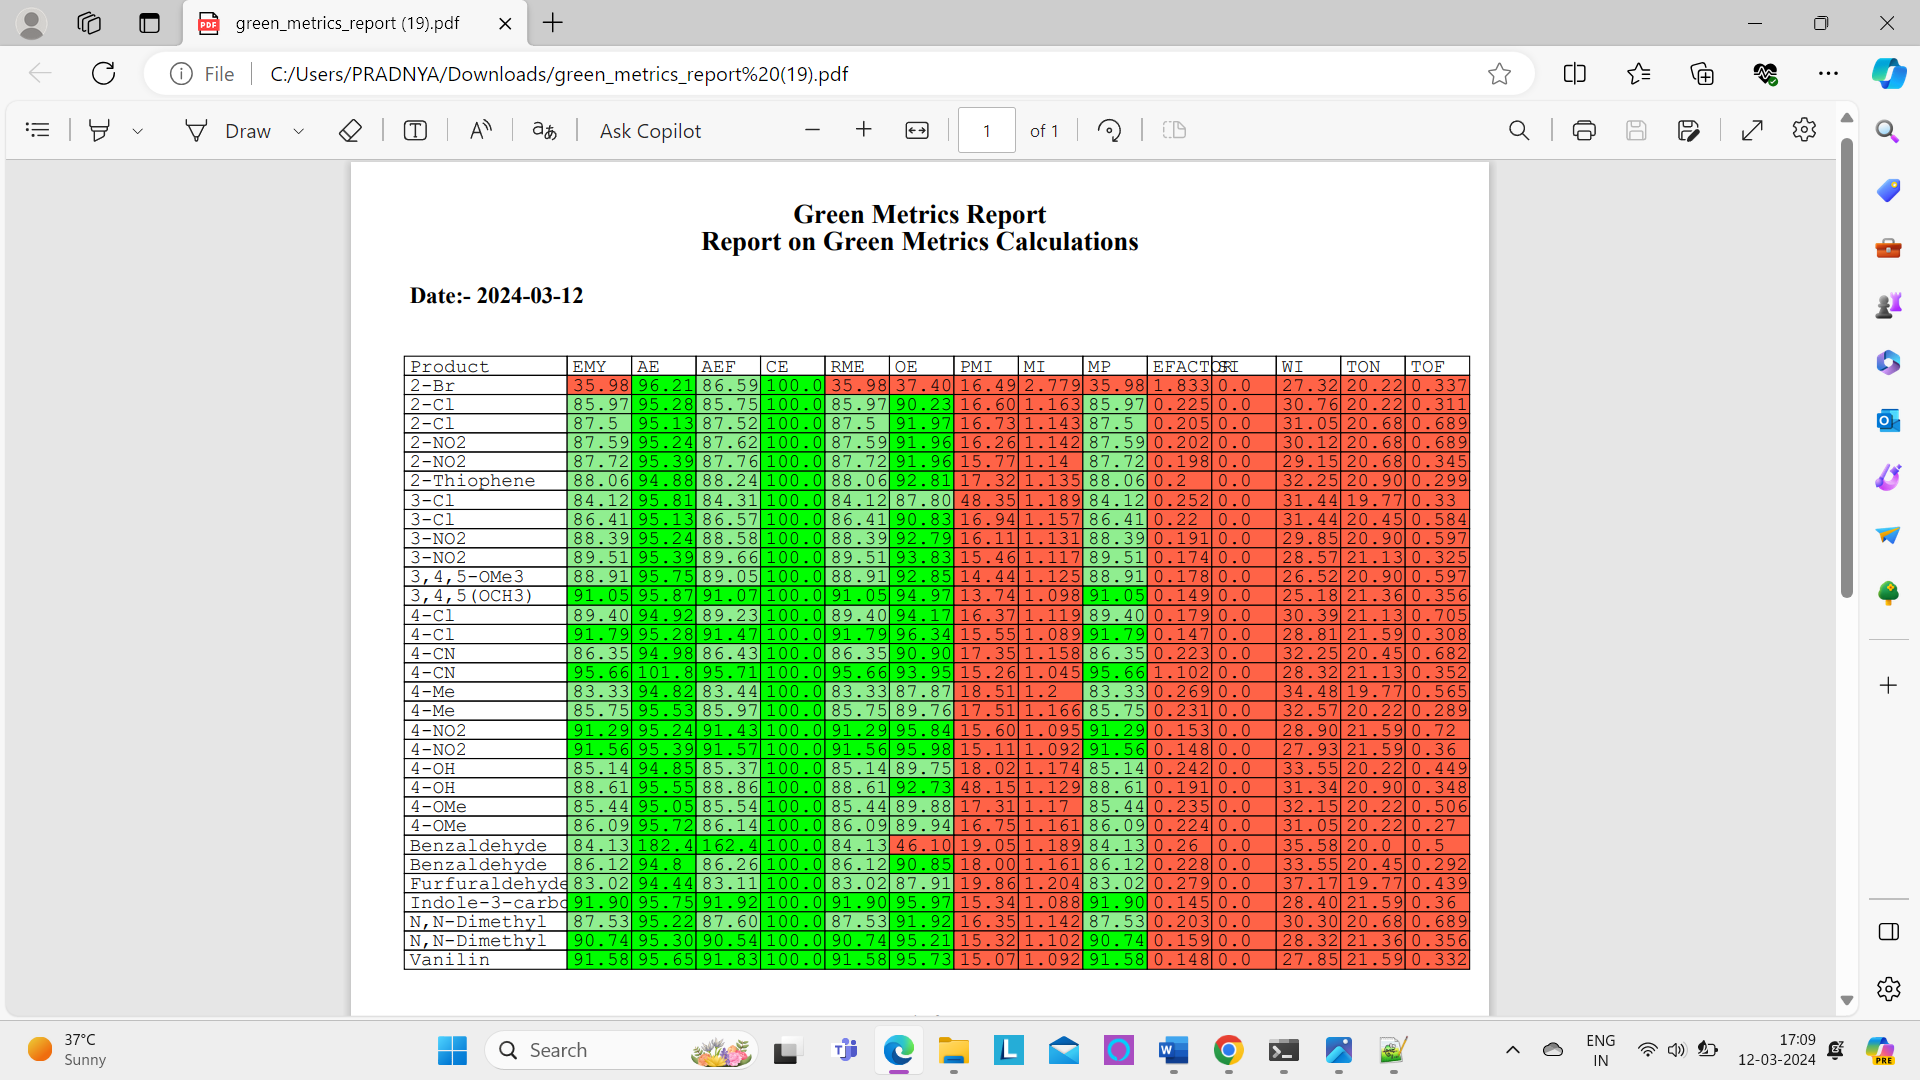 green_metrics_report (19).pdf
File C:/Users/PRADNYA/Downloads/green_metrics_report%20(19).pdf
Draw Ask Copilot 1 of 1
Green Metrics Report
Report on Green Metrics Calculations
Date:- 2024-03-12
Product EMY AE AEF CE RME OE PMI MI MP EFACTOR SI WI TON TOF
2-Br 35.98 96.21 86.59 100.0 35.98 37.40 16.49 2.779 35.98 1.833 0.0 27.32 20.22 0.337
2-Cl 85.97 95.28 85.75 100.0 85.97 90.23 16.60 1.163 85.97 0.225 0.0 30.76 20.22 0.311
2-Cl 87.5 95.13 87.52 100.0 87.5 91.97 16.73 1.143 87.5 0.205 0.0 31.05 20.68 0.689
2-NO2 87.59 95.24 87.62 100.0 87.59 91.96 16.26 1.142 87.59 0.202 0.0 30.12 20.68 0.689
2-NO2 87.72 95.39 87.76 100.0 87.72 91.96 15.77 1.14 87.72 0.198 0.0 29.15 20.68 0.345
2-Thiophene 88.06 94.88 88.24 100.0 88.06 92.81 17.32 1.135 88.06 0.2 0.0 32.25 20.90 0.299
3-Cl 84.12 95.81 84.31 100.0 84.12 87.80 48.35 1.189 84.12 0.252 0.0 31.44 19.77 0.33
3-Cl 86.41 95.13 86.57 100.0 86.41 90.83 16.94 1.157 86.41 0.22 0.0 31.44 20.45 0.584
3-NO2 88.39 95.24 88.58 100.0 88.39 92.79 16.11 1.131 88.39 0.191 0.0 29.85 20.90 0.597
3-NO2 89.51 95.39 89.66 100.0 89.51 93.83 15.46 1.117 89.51 0.174 0.0 28.57 21.13 0.325
3,4,5-OMe3 88.91 95.75 89.05 100.0 88.91 92.85 14.44 1.125 88.91 0.178 0.0 26.52 20.90 0.597
3,4,5(OCH3) 91.05 95.87 91.07 100.0 91.05 94.97 13.74 1.098 91.05 0.149 0.0 25.18 21.36 0.356
4-Cl 89.40 94.92 89.23 100.0 89.40 94.17 16.37 1.119 89.40 0.179 0.0 30.39 21.13 0.705
4-Cl 91.79 95.28 91.47 100.0 91.79 96.34 15.55 1.089 91.79 0.147 0.0 28.81 21.59 0.308
4-CN 86.35 94.98 86.43 100.0 86.35 90.90 17.35 1.158 86.35 0.223 0.0 32.25 20.45 0.682
4-CN 95.66 101.8 95.71 100.0 95.66 93.95 15.26 1.045 95.66 1.102 0.0 28.32 21.13 0.352
4-Me 83.33 94.82 83.44 100.0 83.33 87.87 18.51 1.2 83.33 0.269 0.0 34.48 19.77 0.565
4-Me 85.75 95.53 85.97 100.0 85.75 89.76 17.51 1.166 85.75 0.231 0.0 32.57 20.22 0.289
4-NO2 91.29 95.24 91.43 100.0 91.29 95.84 15.60 1.095 91.29 0.153 0.0 28.90 21.59 0.72
4-NO2 91.56 95.39 91.57 100.0 91.56 95.98 15.11 1.092 91.56 0.148 0.0 27.93 21.59 0.36
4-OH 85.14 94.85 85.37 100.0 85.14 89.75 18.02 1.174 85.14 0.242 0.0 33.55 20.22 0.449
4-OH 88.61 95.55 88.86 100.0 88.61 92.73 48.15 1.129 88.61 0.191 0.0 31.34 20.90 0.348
4-OMe 85.44 95.05 85.54 100.0 85.44 89.88 17.31 1.17 85.44 0.235 0.0 32.15 20.22 0.506
4-OMe 86.09 95.72 86.14 100.0 86.09 89.94 16.75 1.161 86.09 0.224 0.0 31.05 20.22 0.27
Benzaldehyde 84.13 182.4 162.4 100.0 84.13 46.10 19.05 1.189 84.13 0.26 0.0 35.58 20.0 0.5
Benzaldehyde 86.12 94.8 86.26 100.0 86.12 90.85 18.00 1.161 86.12 0.228 0.0 33.55 20.45 0.292
Furfuraldehyde 83.02 94.44 83.11 100.0 83.02 87.91 19.86 1.204 83.02 0.279 0.0 37.17 19.77 0.439
Indole-3-carbo 91.90 95.75 91.92 100.0 91.90 95.97 15.34 1.088 91.90 0.145 0.0 28.40 21.59 0.36
N,N-Dimethyl 87.53 95.22 87.60 100.0 87.53 91.92 16.35 1.142 87.53 0.203 0.0 30.30 20.68 0.689
N,N-Dimethyl 90.74 95.30 90.54 100.0 90.74 95.21 15.32 1.102 90.74 0.159 0.0 28.32 21.36 0.356
Vanilin 91.58 95.65 91.83 100.0 91.58 95.73 15.07 1.092 91.58 0.148 0.0 27.85 21.59 0.332
37°C
Sunny
Search
ENG
IN
17:09
12-03-2024
PRE